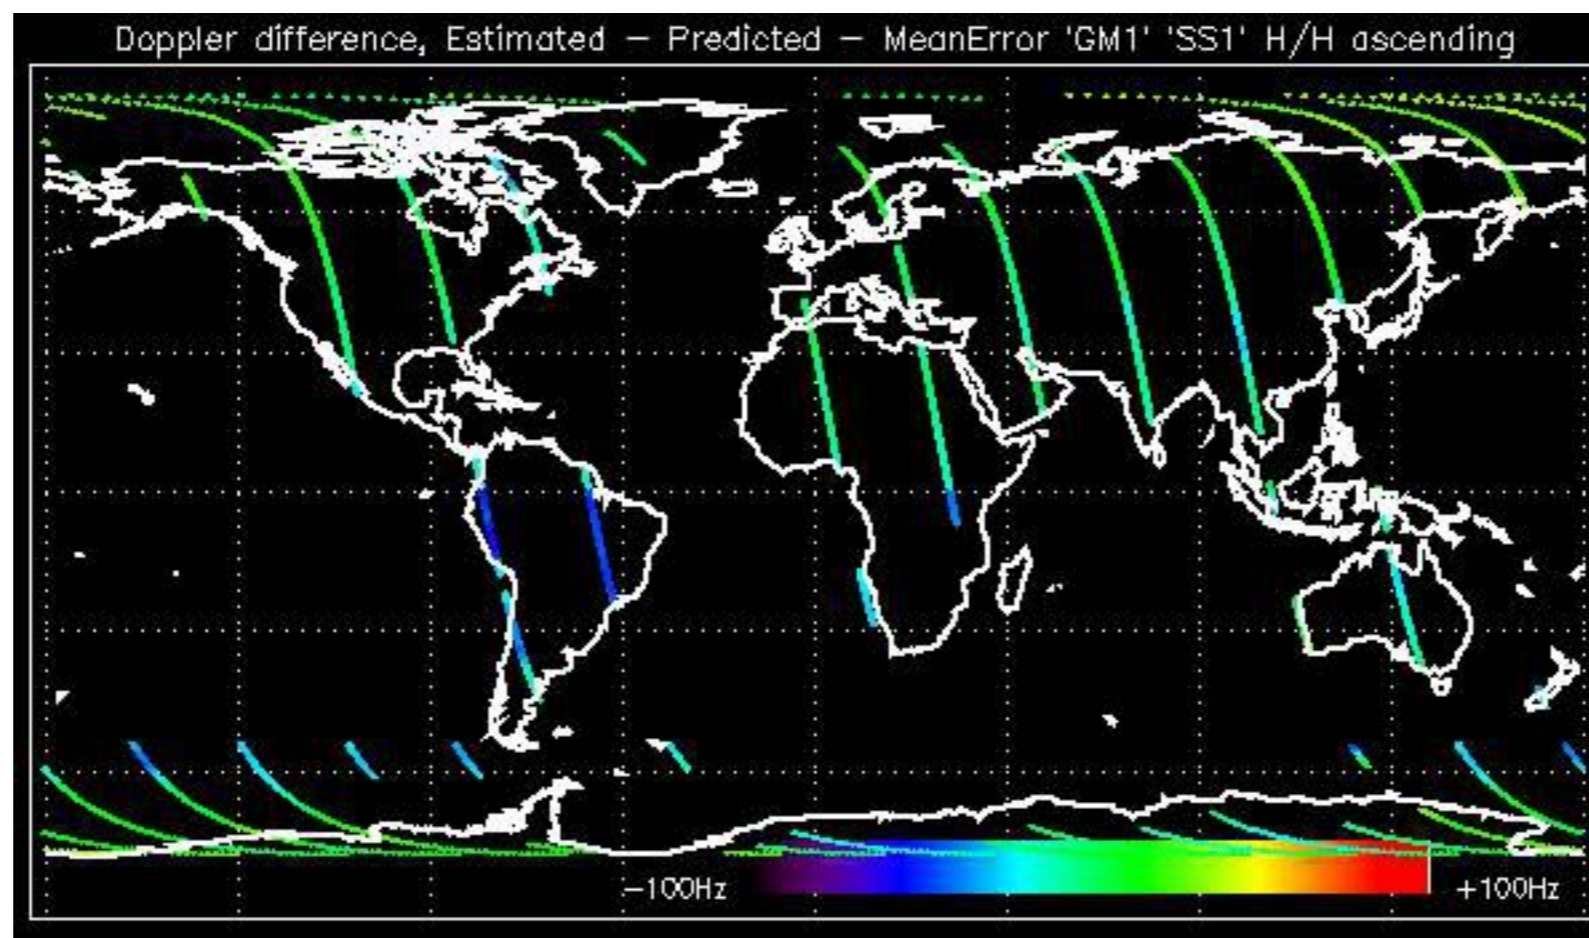 Doppler difference, Estimated — Predicted — MeanError 'GM1' 'SS1' H/H ascending
−100Hz
+100Hz